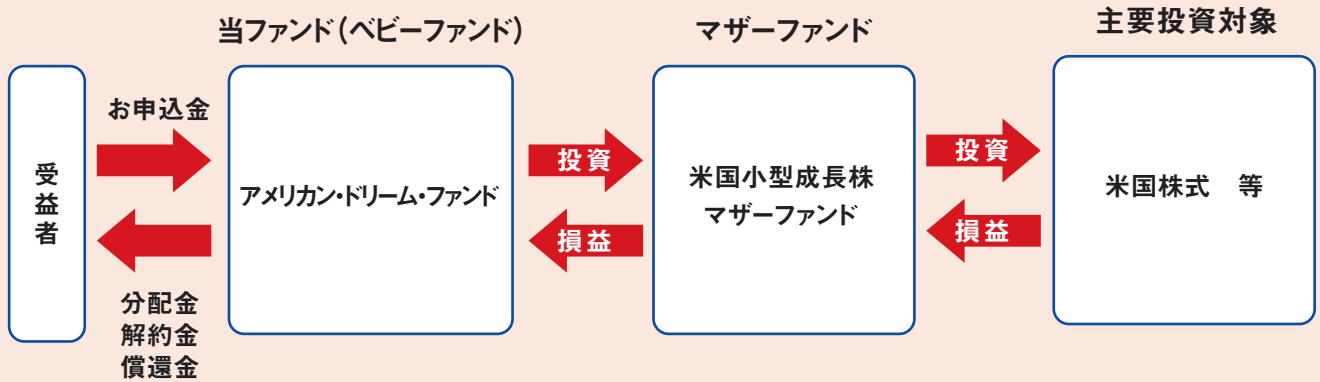 当ファンド(ベビーファンド)
マザーファンド
主要投資対象
受益者
お申込金
分配金
解約金
償還金
アメリカン・ドリーム・ファンド
投資
損益
米国小型成長株
マザーファンド
投資
損益
米国株式　等